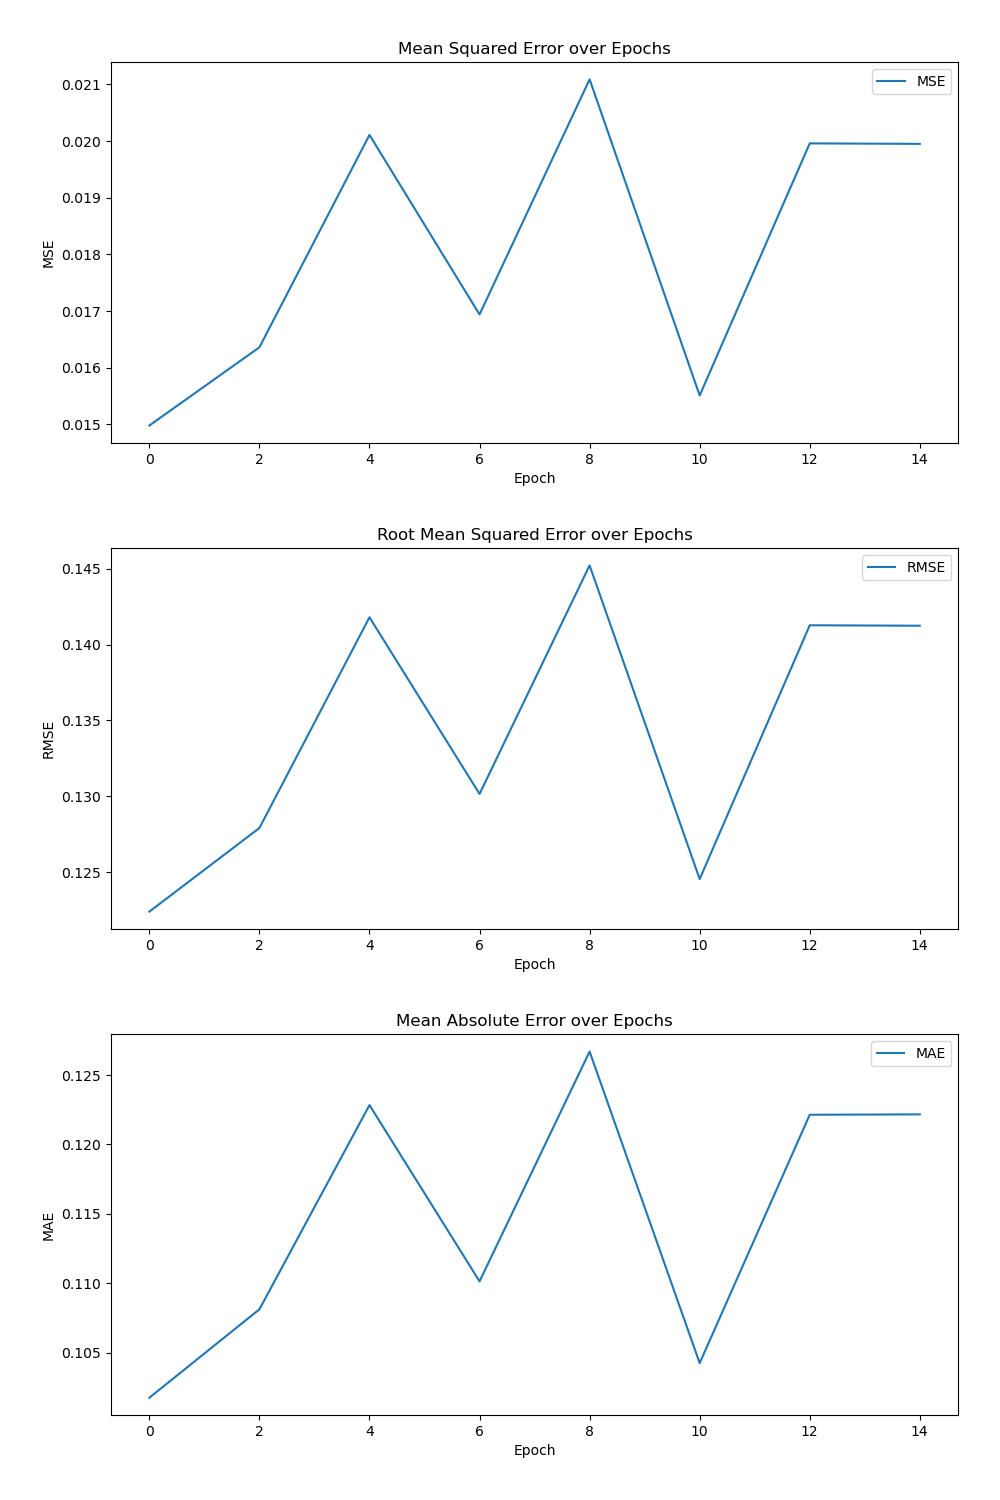 Mean Squared Error over Epochs
MSE
0.021
0.020
0.019
0.018
0.017
0.016
0.015
MSE
0 2 4 6 8 10 12 14
Epoch
Root Mean Squared Error over Epochs
RMSE
0.145
0.140
0.135
0.130
0.125
RMSE
0 2 4 6 8 10 12 14
Epoch
Mean Absolute Error over Epochs
MAE
0.125
0.120
0.115
0.110
0.105
MAE
0 2 4 6 8 10 12 14
Epoch